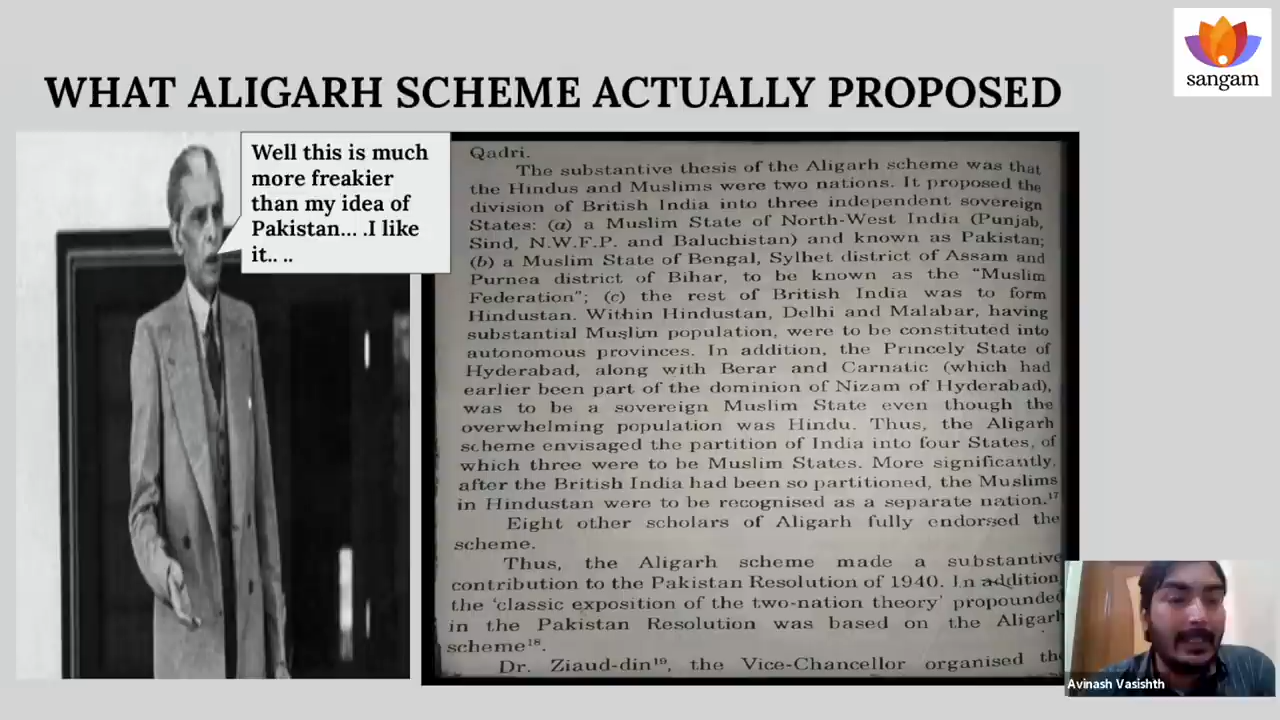 WHAT ALIGARH SCHEME ACTUALLY PROPOSED
sangam
Well this is much
more freakier
than my idea of
Pakistan... .I like
it.. ..
Qadri.
The substantive thesis of the Aligarh scheme was that
the Hindus and Muslims were two nations. It proposed the
division of British India into three independent sovereign
States: (a) a Muslim State of North-West India (Punjab,
Sind, N.W.F.P. and Baluchistan) and known as Pakistan;
(b) a Muslim State of Bengal, Sylhet district of Assam and
Purnea district of Bihar, to be known as the "Muslim
Federation"; (c) the rest of British India was to form
Hindustan. Within Hindustan, Delhi and Malabar, having
substantial Muslim population, were to be constituted into
autonomous provinces. In addition, the Princely State of
Hyderabad, along with Berar and Carnatic (which had
earlier been part of the dominion of Nizam of Hyderabad),
was to be a sovereign Muslim State even though the
overwhelming population was Hindu. Thus, the Aligarh
scheme envisaged the partition of India into four States, of
which three were to be Muslim States. More significantly,
after the British India had been so partitioned, the Muslims
in Hindustan were to be recognised as a separate nation.¹⁷
Eight other scholars of Aligarh fully endorsed the
scheme.
Thus, the Aligarh scheme made a substantive
contribution to the Pakistan Resolution of 1940. In addition,
the 'classic exposition of the two-nation theory' propounded
in the Pakistan Resolution was based on the Aligarh
scheme¹⁸.
Dr. Ziaud-din¹⁹, the Vice-Chancellor organised the
Avinash Vasishth